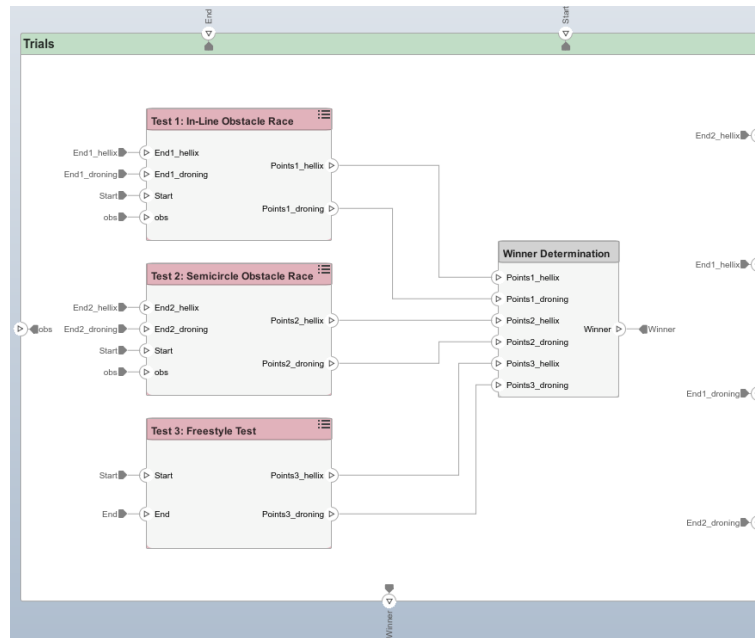 End
Start
Trials
Test 1: In-Line Obstacle Race
End1_hellix
End1_hellix
Points1_hellix
End1_droning
End1_droning
Start
Start
Points1_droning
obs
obs
Test 2: Semicircle Obstacle Race
End2_hellix
End2_hellix
Points2_hellix
End2_droning
End2_droning
Start
Start
Points2_droning
obs
obs
obs
Test 3: Freestyle Test
Start
Start
Points3_hellix
End
End
Points3_droning
Winner Determination
Points1_hellix
Points1_droning
Points2_hellix
Winner
Winner
Points2_droning
Points3_hellix
Points3_droning
End2_hellix
End1_hellix
End1_droning
End2_droning
Winner